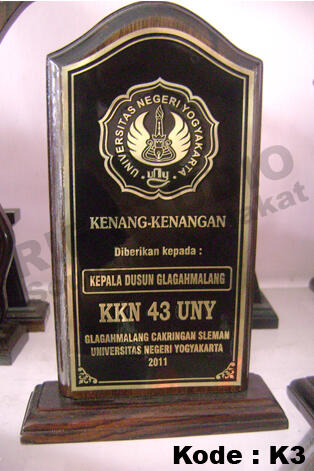 UNIVERSITAS NEGERI YOGYAKARTA
uny
KENANG-KENANGAN
Diberikan kepada :
KEPALA DUSUN GLAGAHMALANG
KKN 43 UNY
GLAGAHMALANG CAKRINGAN SLEMAN
UNIVERSITAS NEGERI YOGYAKARTA
2011
Kode : K3